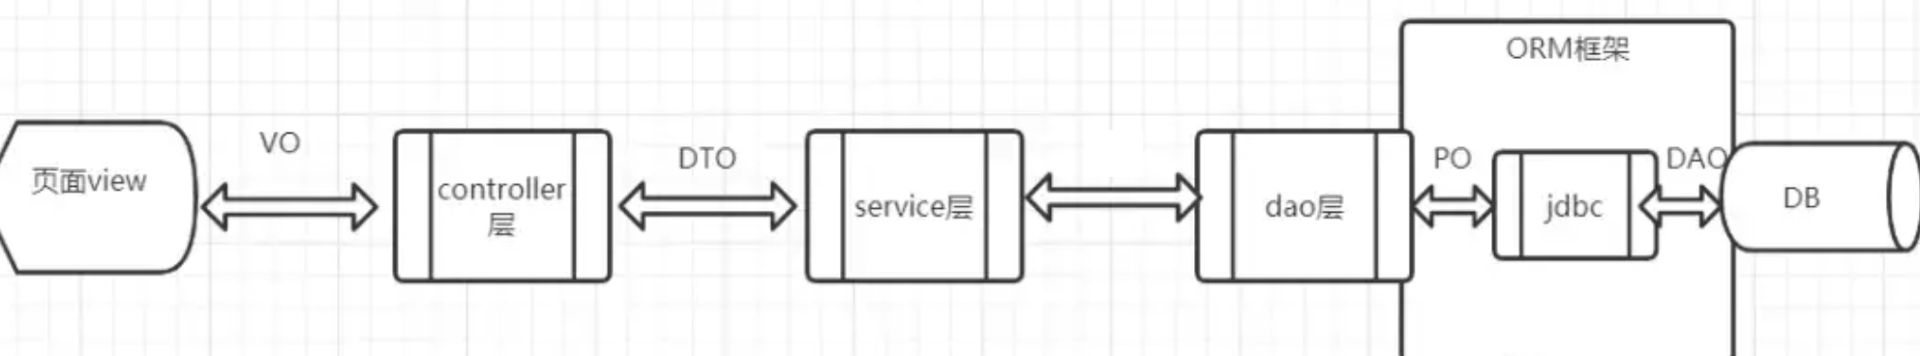 ORM框架
VO
DTO
PO
DAO
页面view
controller
层
service层
dao层
jdbc
DB